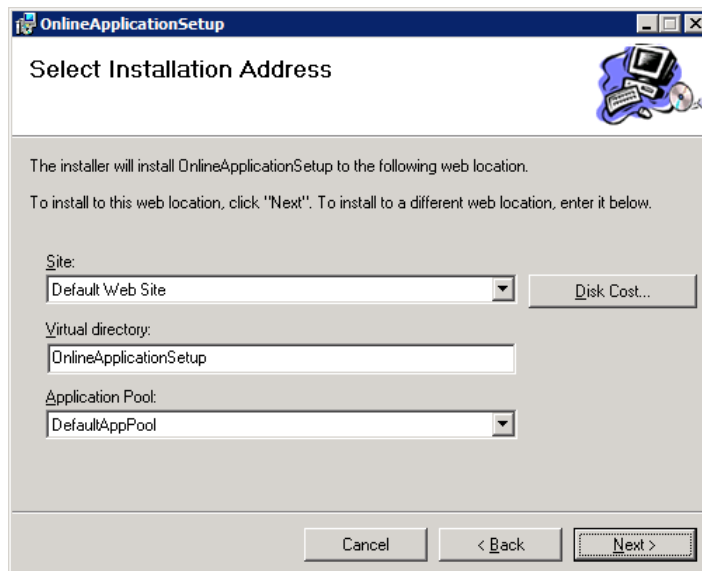 OnlineApplicationSetup
Select Installation Address
The installer will install OnlineApplicationSetup to the following web location.
To install to this web location, click "Next". To install to a different web location, enter it below.
Site:
Default Web Site
Disk Cost...
Virtual directory:
OnlineApplicationSetup
Application Pool:
DefaultAppPool
Cancel
< Back
Next >